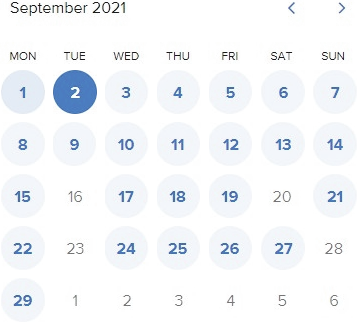 September 2021
MON TUE WED THU FRI SAT SUN
1 2 3 4 5 6 7
8 9 10 11 12 13 14
15 16 17 18 19 20 21
22 23 24 25 26 27 28
29 1 2 3 4 5 6